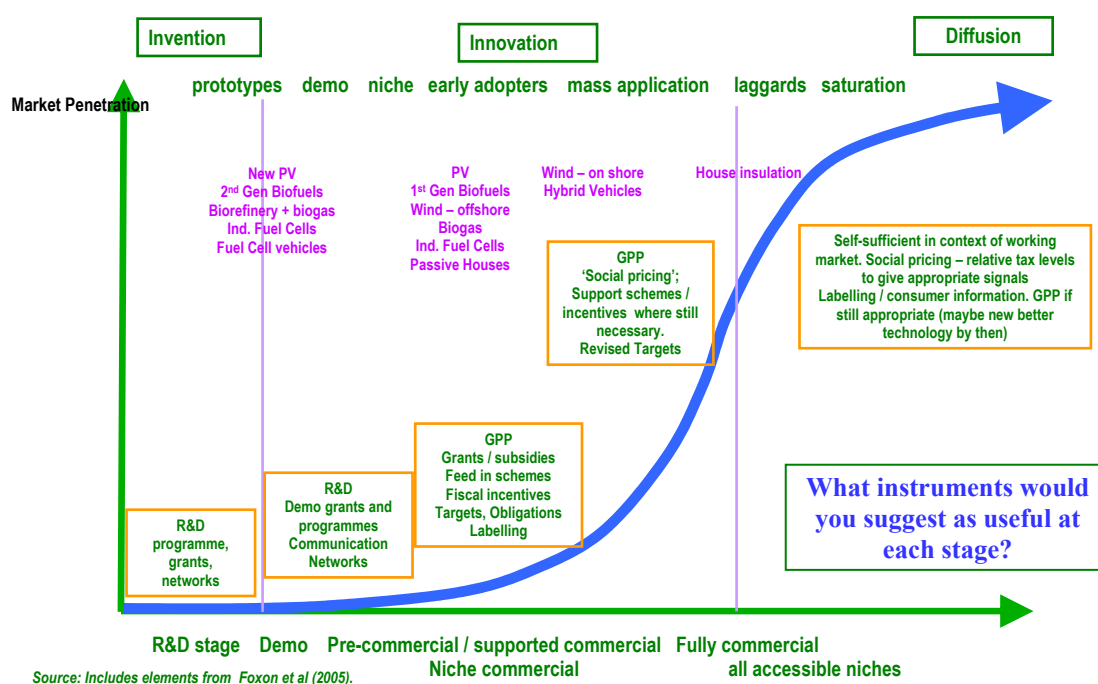 Invention
Innovation
Diffusion
prototypes demo niche early adopters mass application laggards saturation
Market Penetration
New PV
2nd Gen Biofuels
Biorefinery + biogas
Ind. Fuel Cells
Fuel Cell vehicles
PV
1st Gen Biofuels
Wind – offshore
Biogas
Ind. Fuel Cells
Passive Houses
Wind – on shore
Hybrid Vehicles
House insulation
GPP
‘Social pricing’;
Support schemes /
incentives where still
necessary.
Revised Targets
Self-sufficient in context of working
market. Social pricing – relative tax levels
to give appropriate signals
Labelling / consumer information. GPP if
still appropriate (maybe new better
technology by then)
R&D
programme,
grants,
networks
R&D
Demo grants and
programmes
Communication
Networks
GPP
Grants / subsidies
Feed in schemes
Fiscal incentives
Targets, Obligations
Labelling
What instruments would
you suggest as useful at
each stage?
R&D stage Demo Pre-commercial / supported commercial Fully commercial
Niche commercial all accessible niches
Source: Includes elements from Foxon et al (2005).